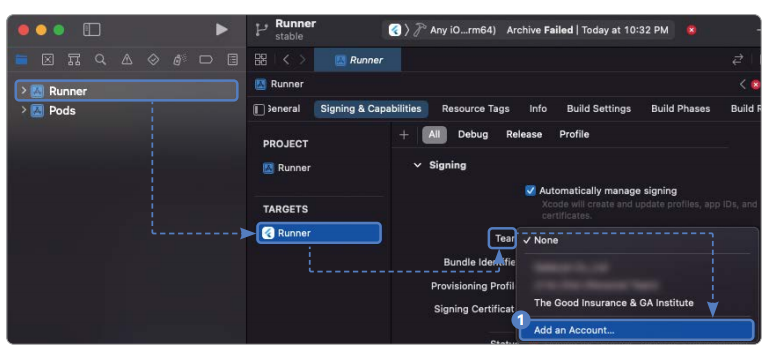 Runner
stable
Any iO...rm64) Archive Failed | Today at 10:32 PM
Runner
Runner
Pods
Runner
General Signing & Capabilities Resource Tags Info Build Settings Build Phases Build R
+ All Debug Release Profile
PROJECT
Runner
Signing
Automatically manage signing
Xcode will create and update profiles, app IDs, and
certificates.
TARGETS
Runner
Team
None
Bundle Identifie
Provisioning Profil
The Good Insurance & GA Institute
Signing Certificat
1
Add an Account...
Status